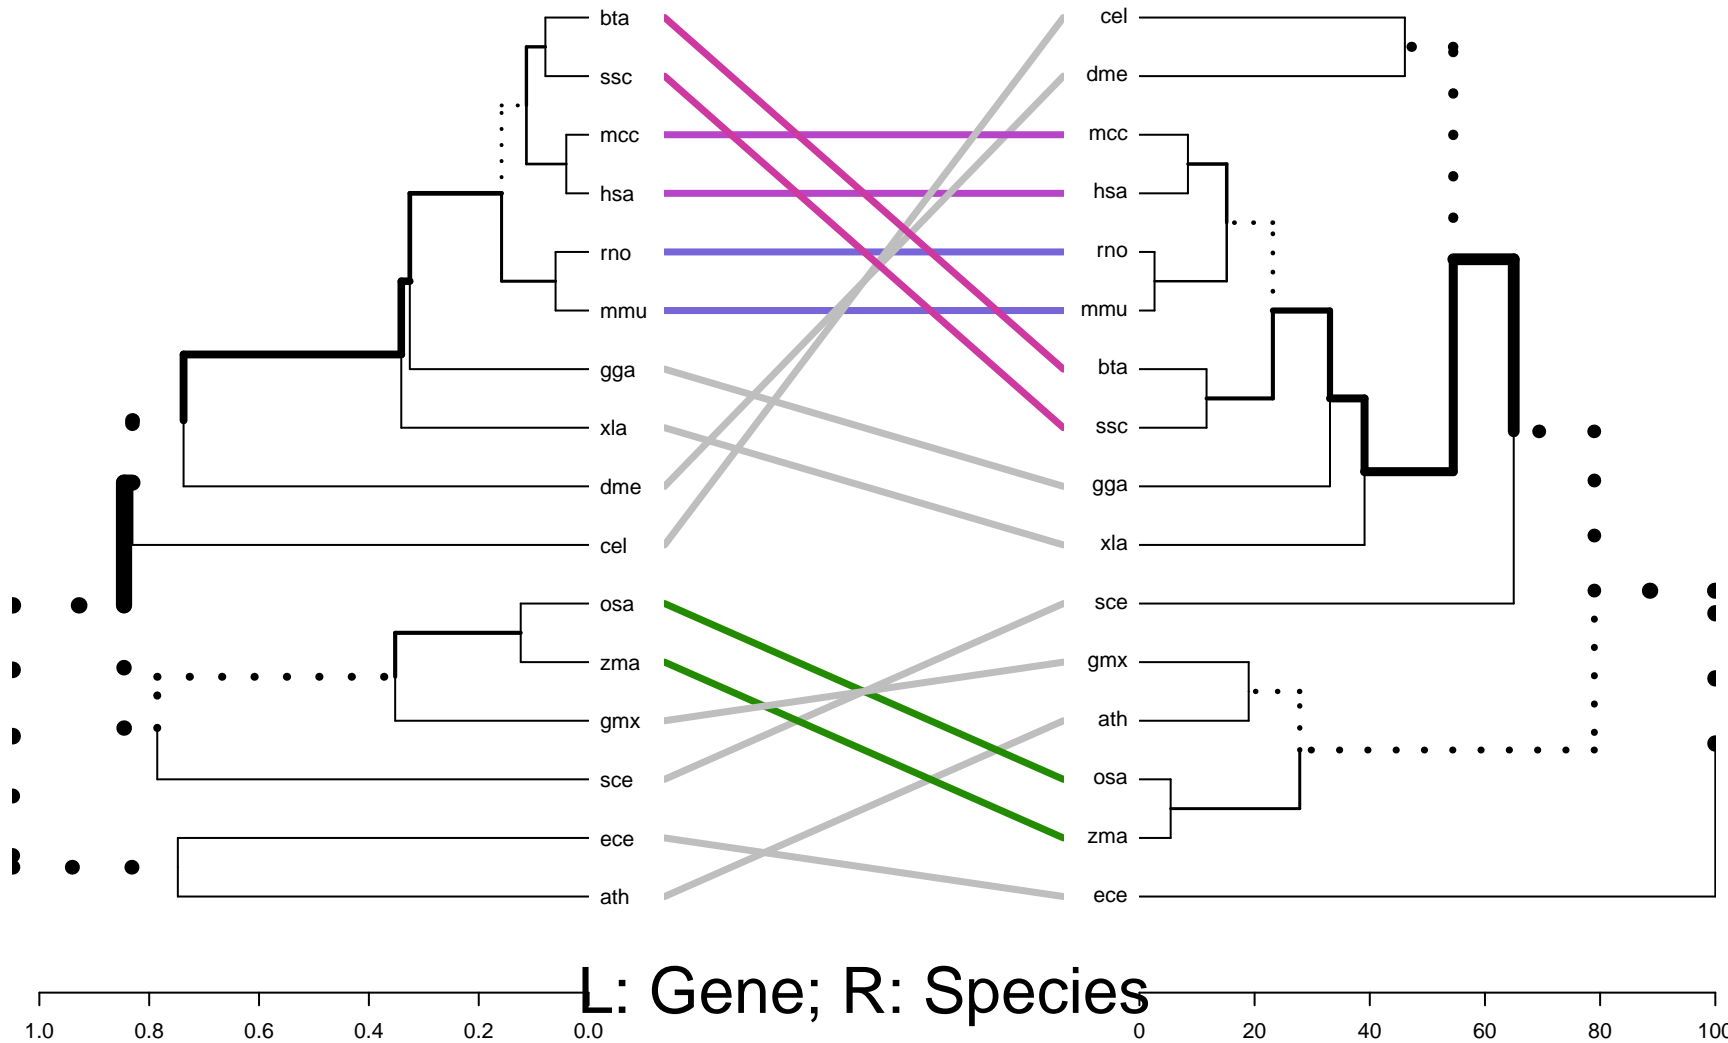 bta
ssc
mcc
hsa
rno
mmu
gga
xla
dme
cel
osa
zma
gmx
sce
ece
ath
cel
dme
mcc
hsa
rno
mmu
bta
ssc
gga
xla
sce
gmx
ath
osa
zma
ece
L: Gene; R: Species
1.0 0.8 0.6 0.4 0.2 0.0
0 20 40 60 80 100